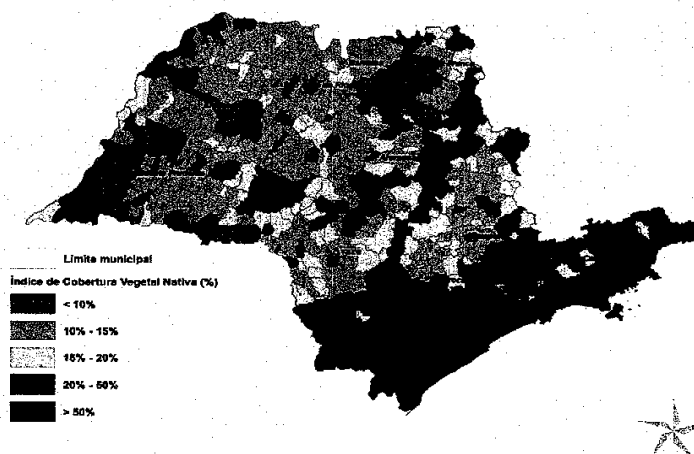 Limite municipal
Índice de Cobertura Vegetal Nativa (%)
< 10%
10% - 15%
15% - 20%
20% - 50%
> 50%